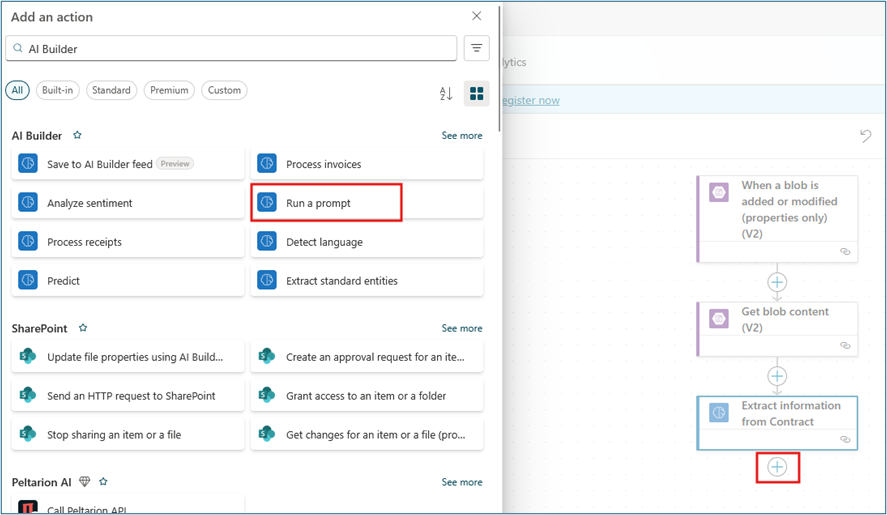 Add an action
AI Builder
All
Built-in
Standard
Premium
Custom
AI Builder
See more
Save to AI Builder feed
Preview
Process invoices
Analyze sentiment
Run a prompt
Process receipts
Detect language
Predict
Extract standard entities
SharePoint
See more
Update file properties using AI Build...
Create an approval request for an ite...
Send an HTTP request to SharePoint
Grant access to an item or a folder
Stop sharing an item or a file
Get changes for an item or a file (pro...
Peltarion AI
See more
Call Peltarion API
lytics
egister now
When a blob is
added or modified
(properties only)
(V2)
Get blob content
(V2)
Extract information
from Contract